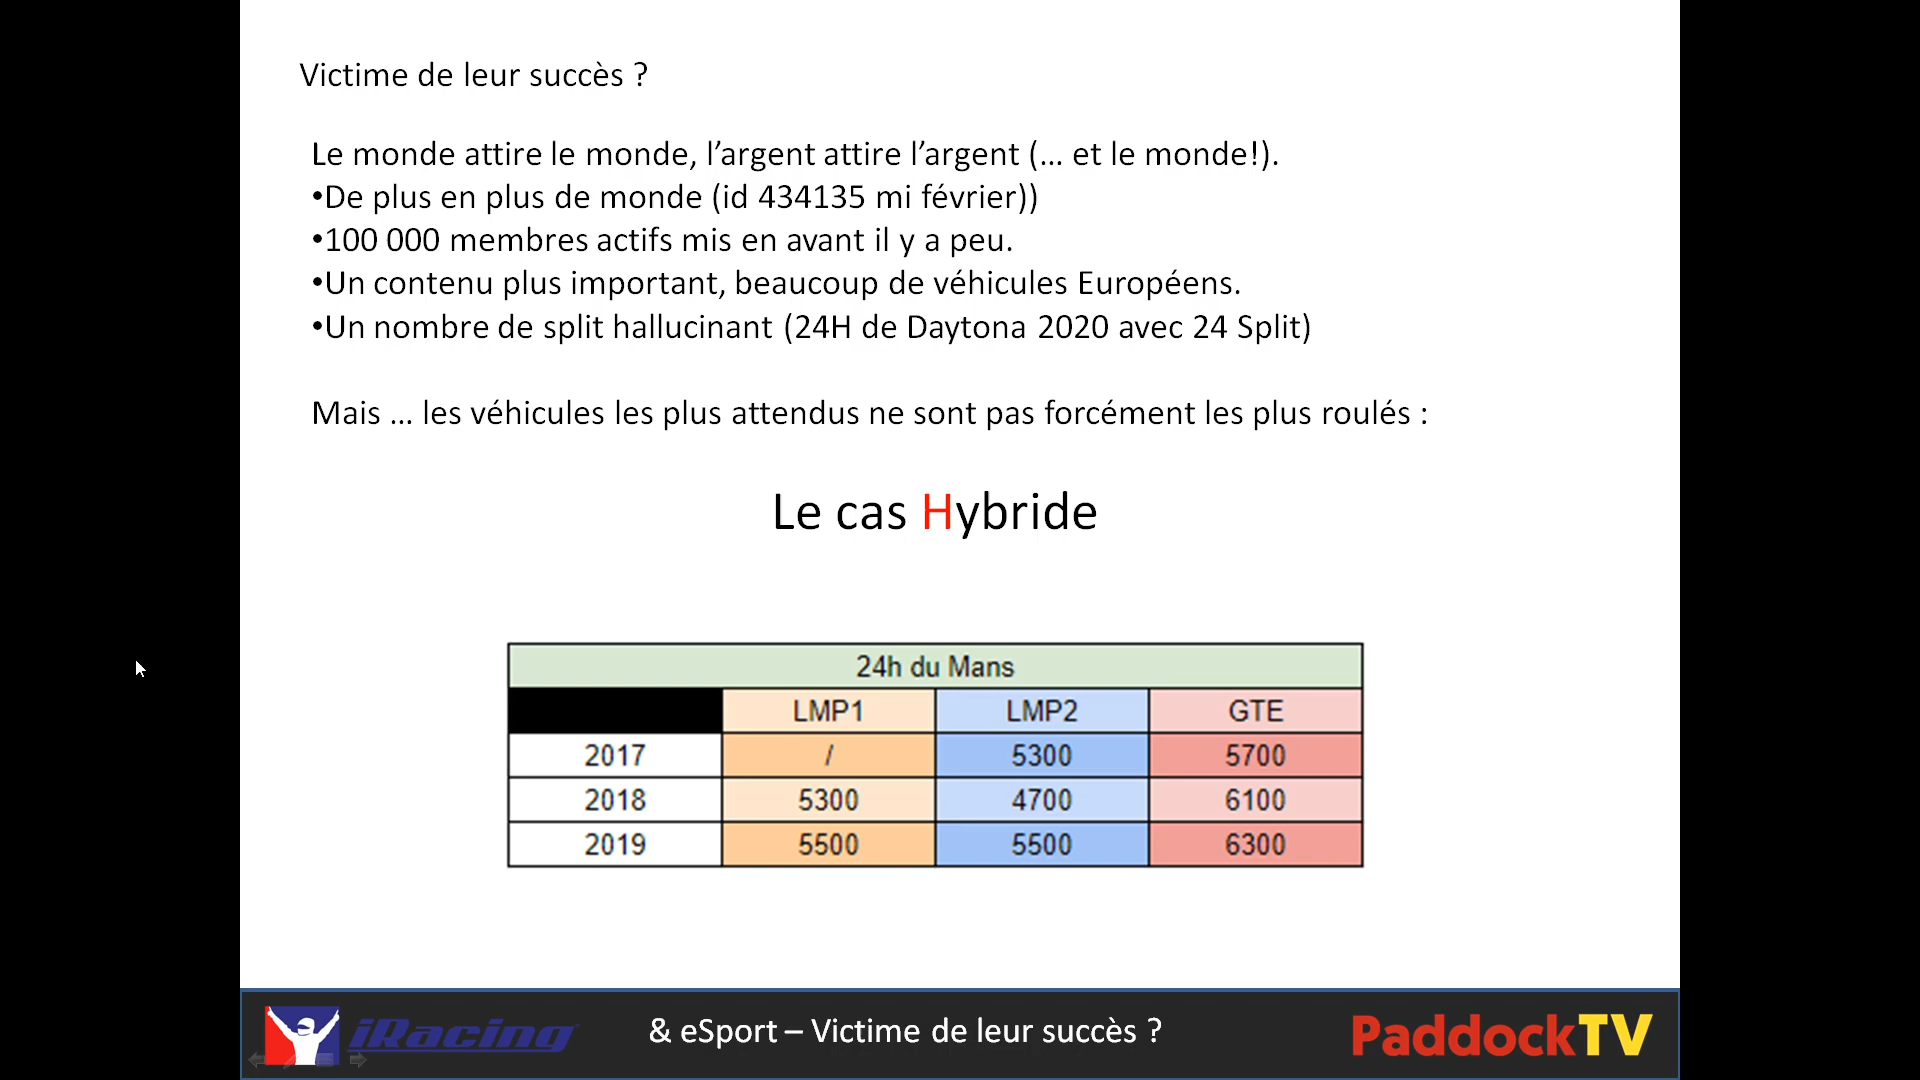 Victime de leur succès ?
Le monde attire le monde, l’argent attire l’argent (… et le monde!).
•De plus en plus de monde (id 434135 mi février))
•100 000 membres actifs mis en avant il y a peu.
•Un contenu plus important, beaucoup de véhicules Européens.
•Un nombre de split hallucinant (24H de Daytona 2020 avec 24 Split)
Mais … les véhicules les plus attendus ne sont pas forcément les plus roulés :
Le cas Hybride
24h du Mans
LMP1 LMP2 GTE
2017 / 5300 5700
2018 5300 4700 6100
2019 5500 5500 6300
iRacing & eSport – Victime de leur succès ? PaddockTV